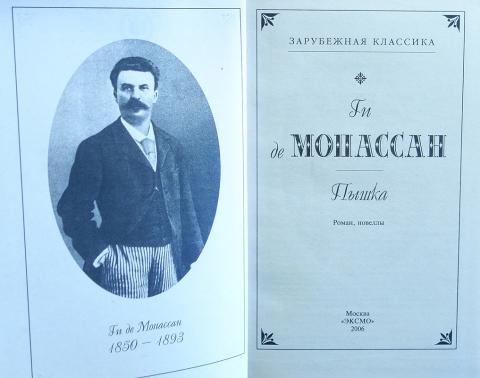 Ги де Мопассан
1850 – 1893
ЗАРУБЕЖНАЯ КЛАССИКА
Ги
де МОПАССАН
Пышка
Роман, новеллы
Москва
«ЭКСМО»
2006